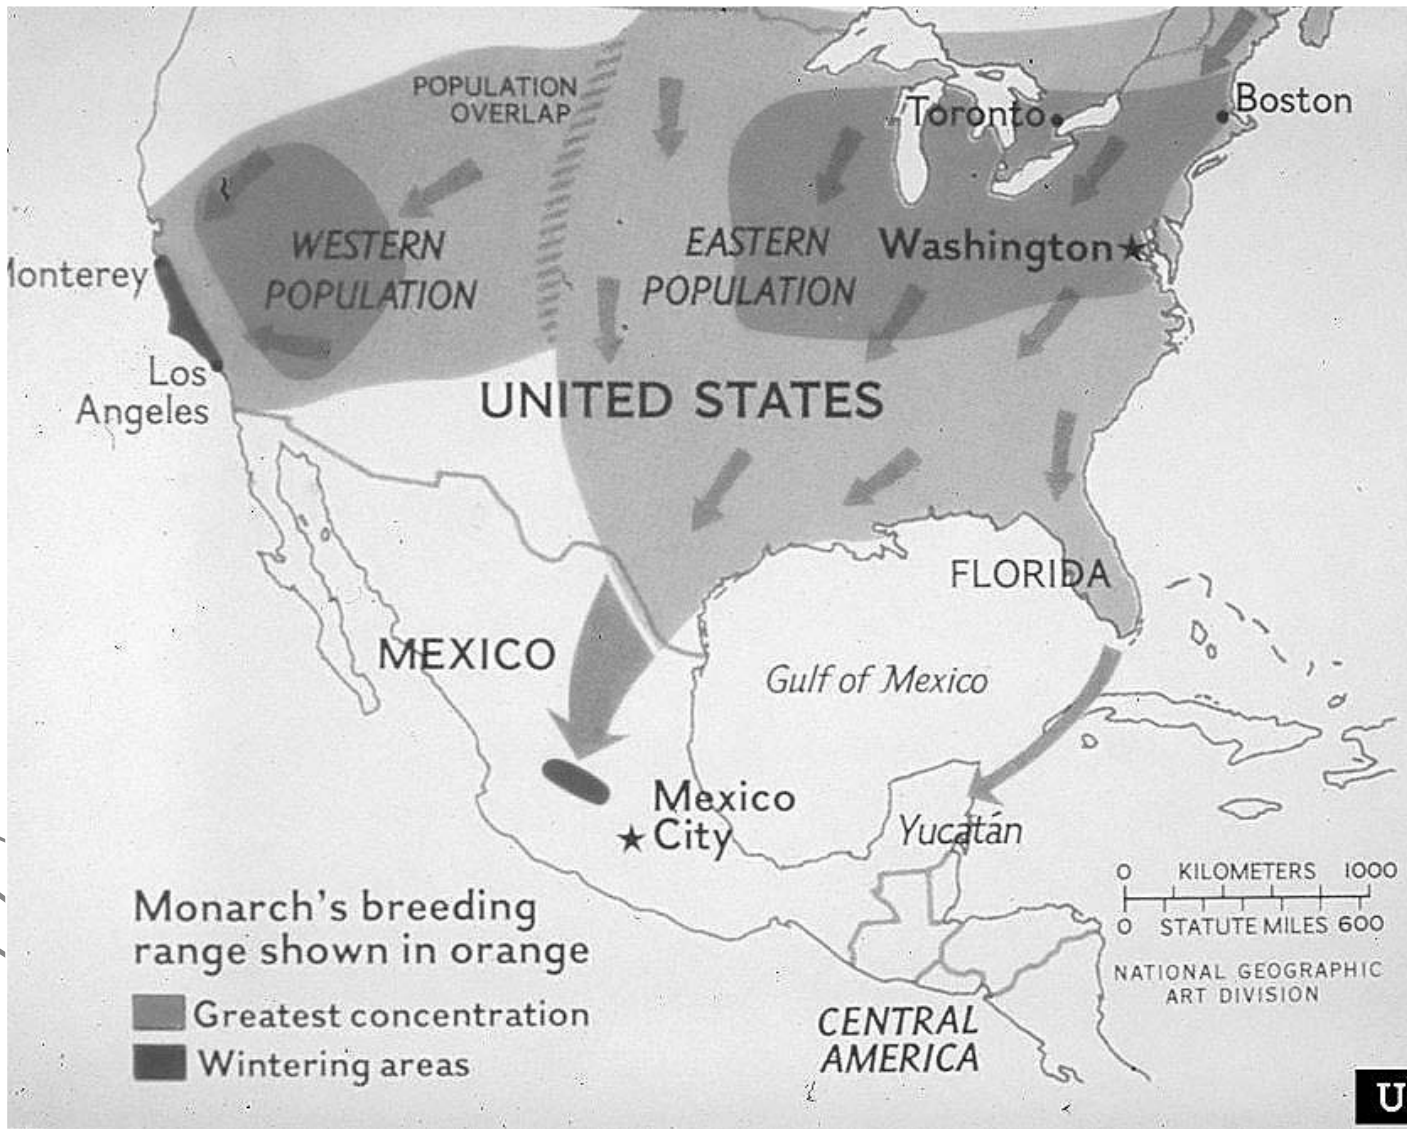 POPULATION
OVERLAP
Toronto
Boston
WESTERN
POPULATION
EASTERN
POPULATION
Washington
Monterey
Los
Angeles
UNITED STATES
FLORIDA
MEXICO
Gulf of Mexico
Mexico
City
Yucatán
0 KILOMETERS 1000
0 STATUTE MILES 600
NATIONAL GEOGRAPHIC
ART DIVISION
Monarch's breeding
range shown in orange
Greatest concentration
Wintering areas
CENTRAL
AMERICA
U